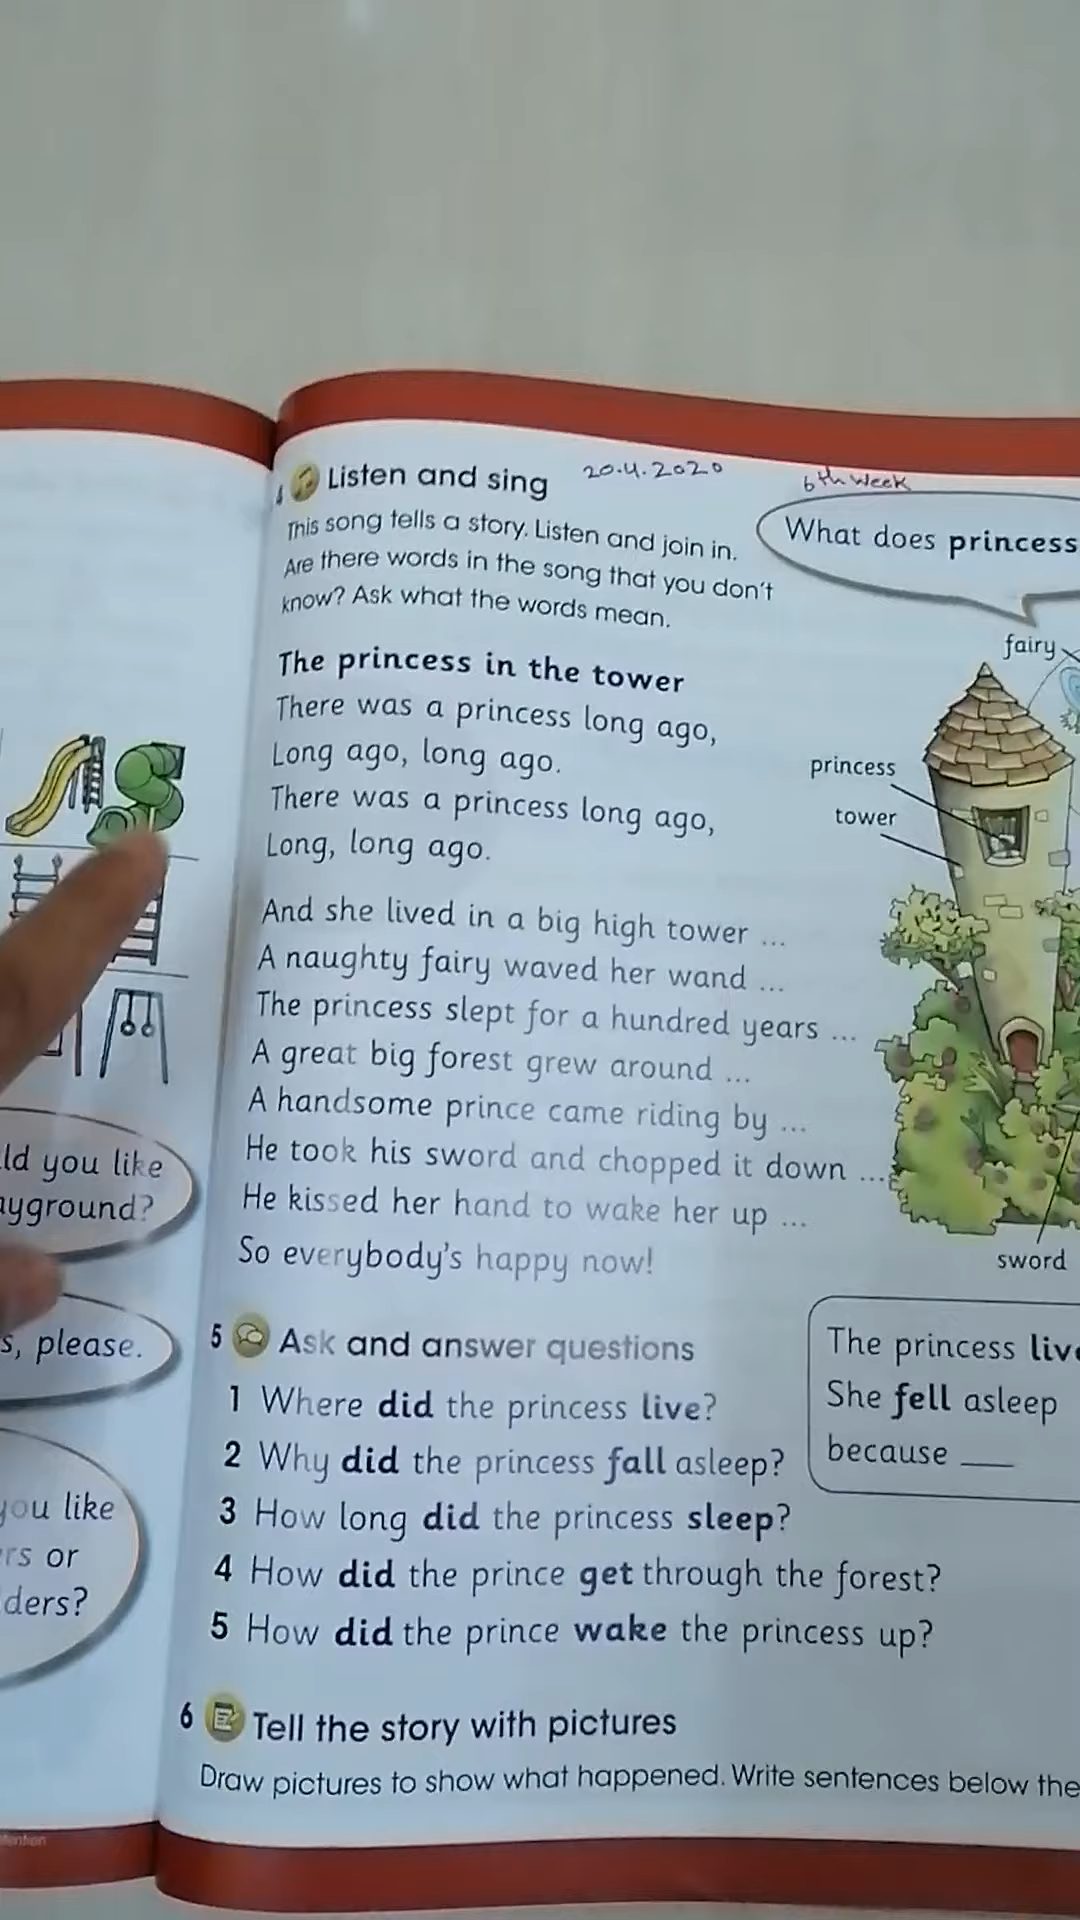 ld you like
ayground?
s, please.
you like
rs or
ders?
4 Listen and sing
20.4.2020
6th week
This song tells a story. Listen and join in.
Are there words in the song that you don't
know? Ask what the words mean.
What does princess
The princess in the tower
There was a princess long ago,
Long ago, long ago.
There was a princess long ago,
Long, long ago.
And she lived in a big high tower ...
A naughty fairy waved her wand ...
The princess slept for a hundred years ...
A great big forest grew around ...
A handsome prince came riding by ...
He took his sword and chopped it down ...
He kissed her hand to wake her up ...
So everybody's happy now!
fairy
princess
tower
sword
5 Ask and answer questions
1 Where did the princess live?
2 Why did the princess fall asleep?
3 How long did the princess sleep?
4 How did the prince get through the forest?
5 How did the prince wake the princess up?
The princess live
She fell asleep
because ___
6 Tell the story with pictures
Draw pictures to show what happened. Write sentences below the